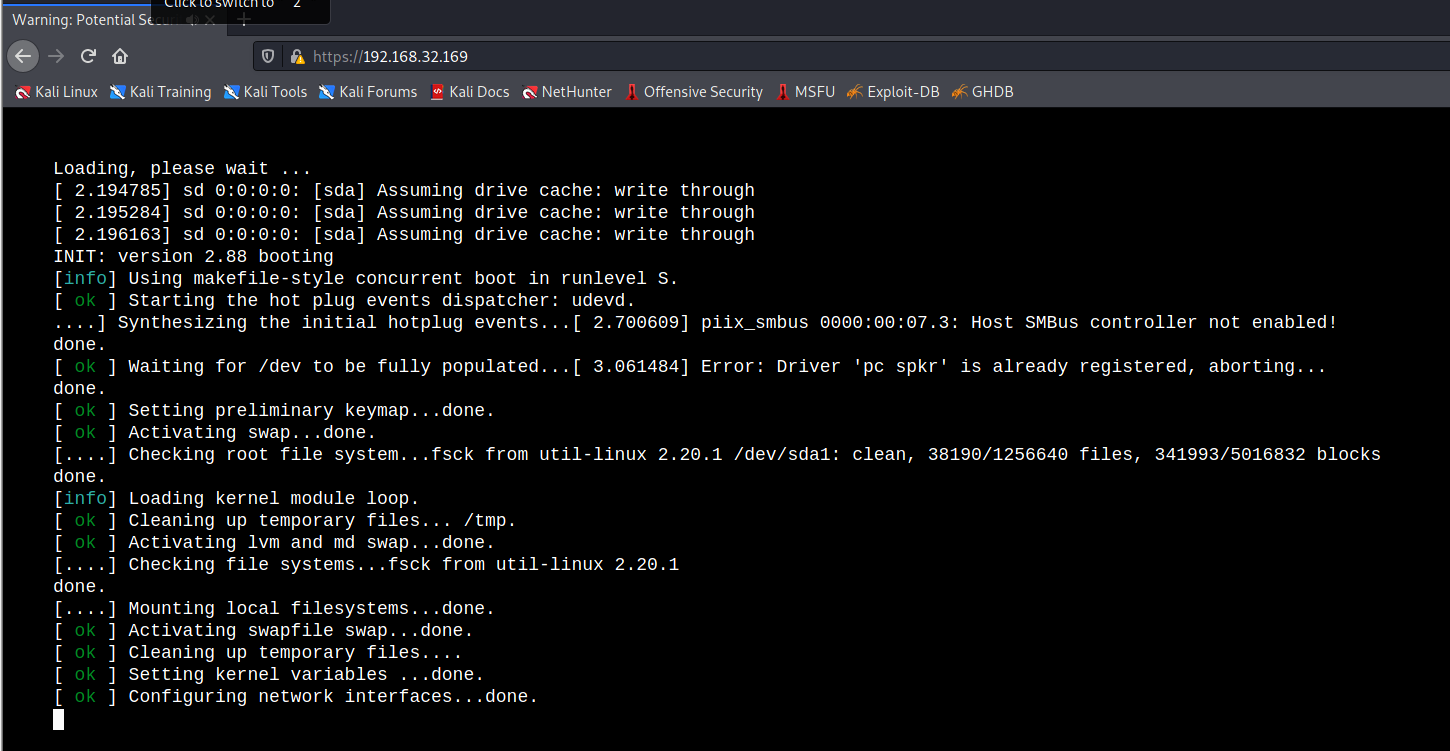 Click to switch to 2
Warning: Potential Secu
https://192.168.32.169
Kali Linux Kali Training Kali Tools Kali Forums Kali Docs NetHunter Offensive Security MSFU Exploit-DB GHDB
Loading, please wait ...
[ 2.194785] sd 0:0:0:0: [sda] Assuming drive cache: write through
[ 2.195284] sd 0:0:0:0: [sda] Assuming drive cache: write through
[ 2.196163] sd 0:0:0:0: [sda] Assuming drive cache: write through
INIT: version 2.88 booting
[info] Using makefile-style concurrent boot in runlevel S.
[ ok ] Starting the hot plug events dispatcher: udevd.
....] Synthesizing the initial hotplug events...[ 2.700609] piix_smbus 0000:00:07.3: Host SMBus controller not enabled!
done.
[ ok ] Waiting for /dev to be fully populated...[ 3.061484] Error: Driver 'pc spkr' is already registered, aborting...
done.
[ ok ] Setting preliminary keymap...done.
[ ok ] Activating swap...done.
[....] Checking root file system...fsck from util-linux 2.20.1 /dev/sda1: clean, 38190/1256640 files, 341993/5016832 blocks
done.
[info] Loading kernel module loop.
[ ok ] Cleaning up temporary files... /tmp.
[ ok ] Activating lvm and md swap...done.
[....] Checking file systems...fsck from util-linux 2.20.1
done.
[....] Mounting local filesystems...done.
[ ok ] Activating swapfile swap...done.
[ ok ] Cleaning up temporary files....
[ ok ] Setting kernel variables ...done.
[ ok ] Configuring network interfaces...done.